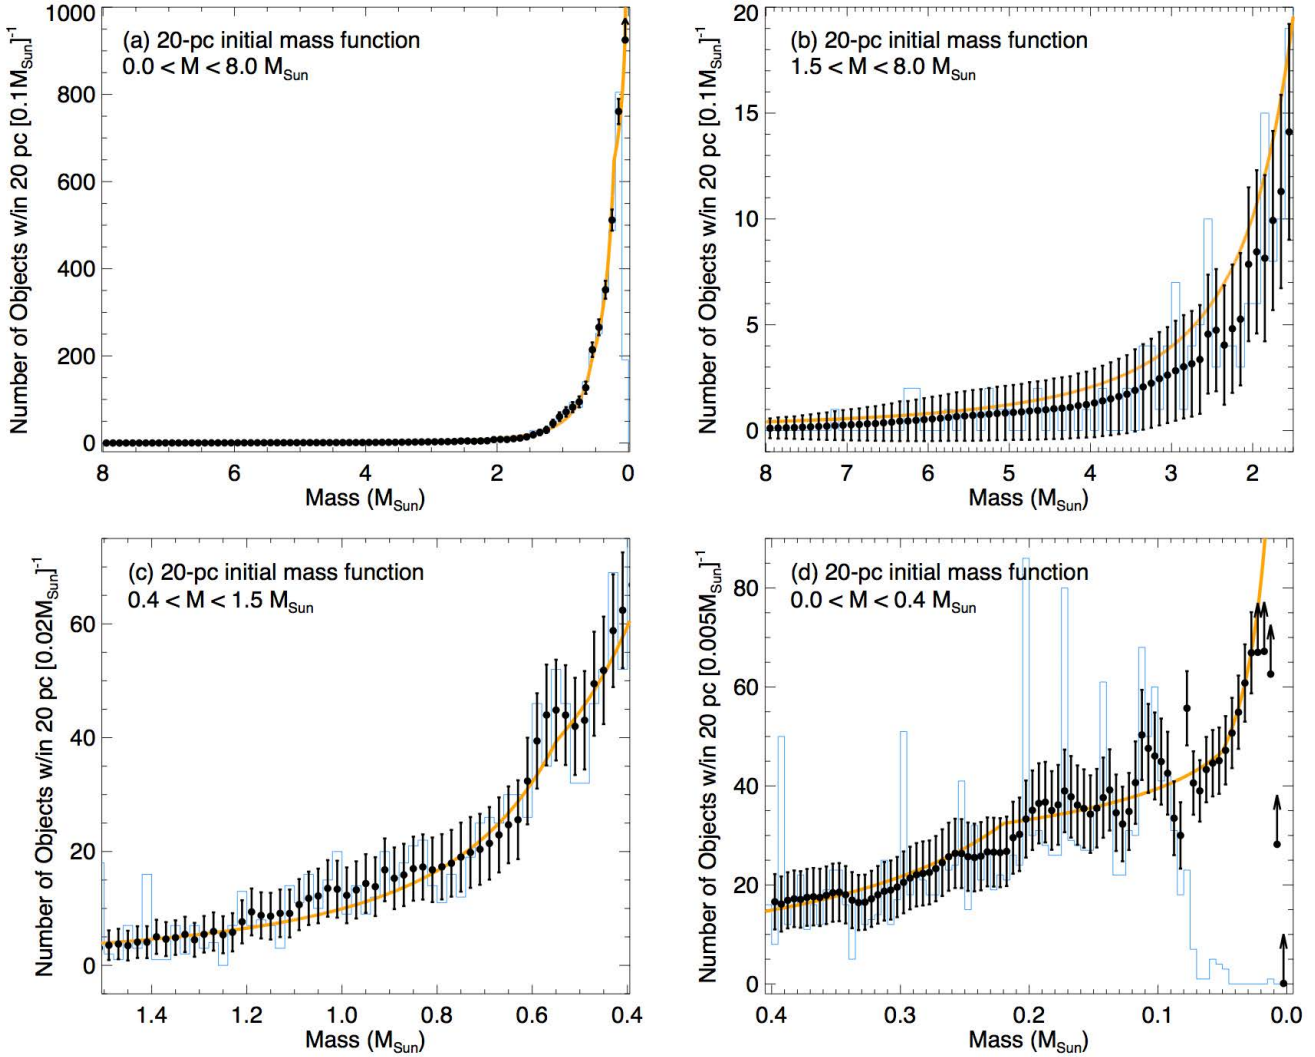 (a) 20-pc initial mass function
0.0 < M < 8.0 MSun
Number of Objects w/in 20 pc [0.1MSun]-1
1000
800
600
400
200
0
8 6 4 2 0
Mass (MSun)
(b) 20-pc initial mass function
1.5 < M < 8.0 MSun
Number of Objects w/in 20 pc [0.1MSun]-1
20
15
10
5
0
8 7 6 5 4 3 2
Mass (MSun)
(c) 20-pc initial mass function
0.4 < M < 1.5 MSun
Number of Objects w/in 20 pc [0.02MSun]-1
60
40
20
0
1.4 1.2 1.0 0.8 0.6 0.4
Mass (MSun)
(d) 20-pc initial mass function
0.0 < M < 0.4 MSun
Number of Objects w/in 20 pc [0.005MSun]-1
80
60
40
20
0
0.4 0.3 0.2 0.1 0.0
Mass (MSun)